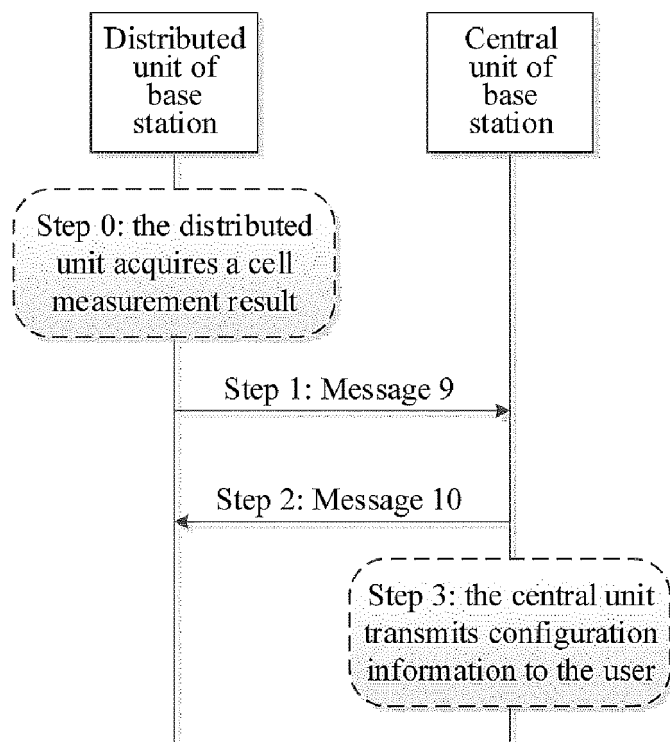 Distributed
unit of
base
station
Central
unit of
base
station
Step 0: the distributed
unit acquires a cell
measurement result
Step 1: Message 9
Step 2: Message 10
Step 3: the central unit
transmits configuration
information to the user